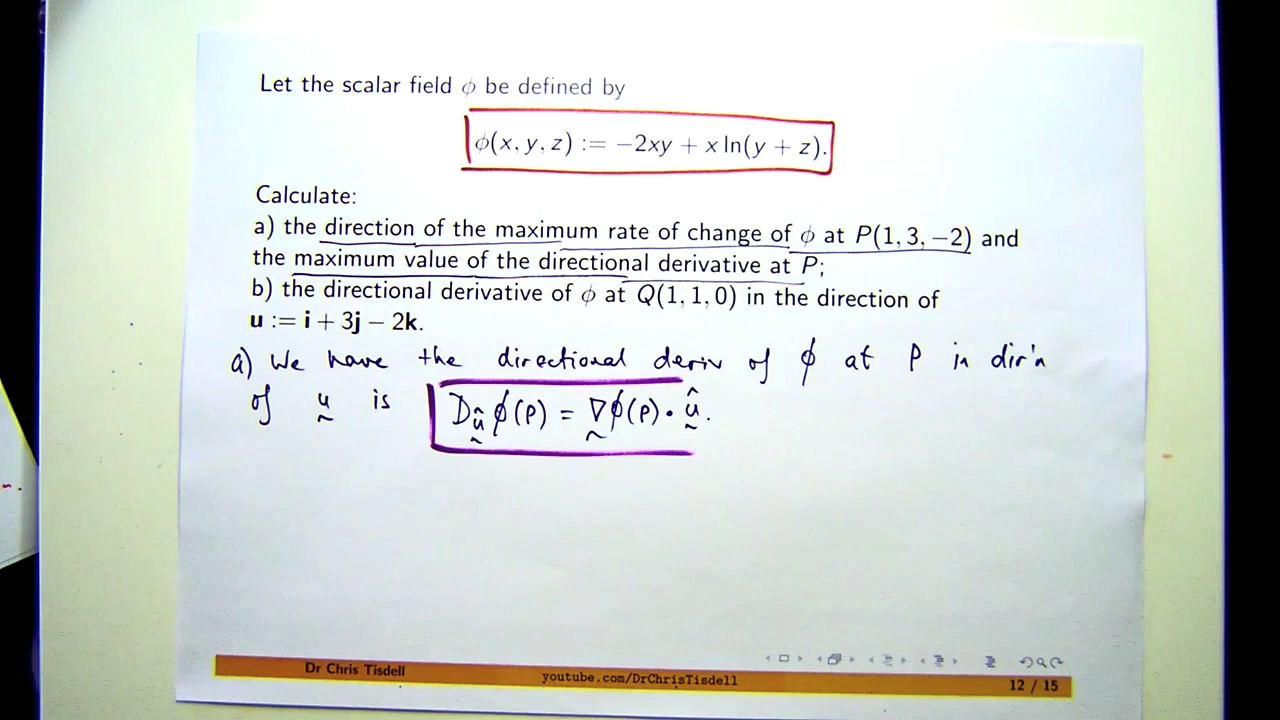 Let the scalar field ϕ be defined by
ϕ(x, y, z) := −2xy + x ln(y + z).
Calculate:
a) the direction of the maximum rate of change of ϕ at P(1, 3, −2) and
the maximum value of the directional derivative at P;
b) the directional derivative of ϕ at Q(1, 1, 0) in the direction of
u := i + 3j − 2k.
a) We have the directional deriv of ϕ at P in dir'n
of u is D_û ϕ(P) = ∇ϕ(P) • û.
Dr Chris Tisdell
youtube.com/DrChrisTisdell
12 / 15